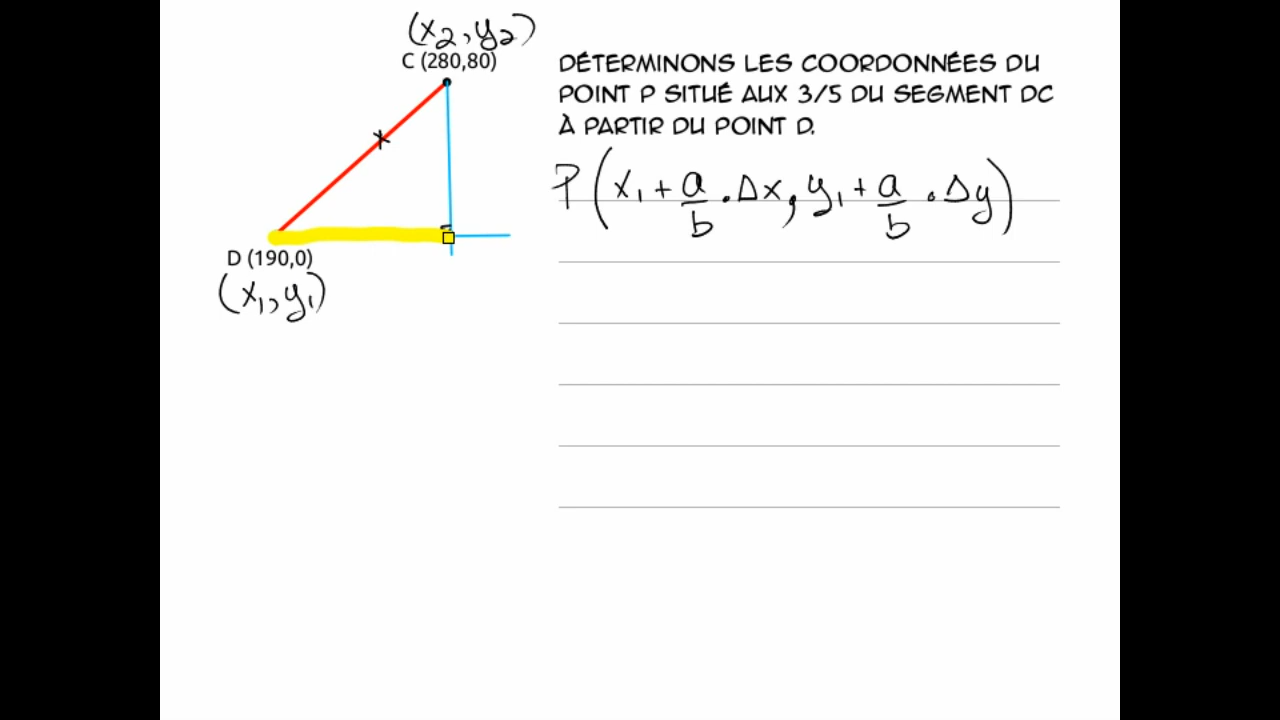 (x₂, y₂)
C (280,80)
D (190,0)
(x₁, y₁)
DÉTERMINONS LES COORDONNÉES DU
POINT P SITUÉ AUX 3/5 DU SEGMENT DC
À PARTIR DU POINT D.
P(x₁ + a/b · Δx, y₁ + a/b · Δy)